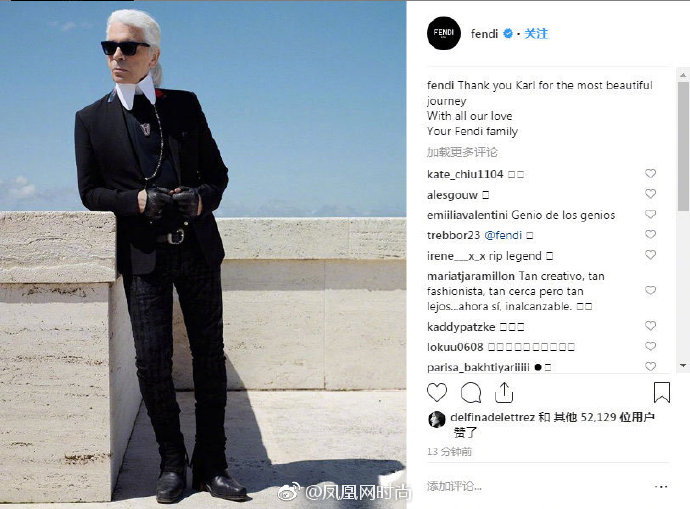 FENDI
fendi · 关注
fendi Thank you Karl for the most beautiful
journey
With all our love
Your Fendi family
加载更多评论
kate_chiu1104
alesgouw
emiiliavalentini Genio de los genios
trebbor23 @fendi
irene___x_x rip legend
mariatjaramillon Tan creativo, tan
fashionista, tan cerca pero tan
lejos...ahora sí, inalcanzable.
kaddypatzke
lokuu0608
parisa_bakhtiyariiiii
delfinadelettrez 和 其他 52,129 位用户
赞了
13 分钟前
添加评论...
@凤凰网时尚